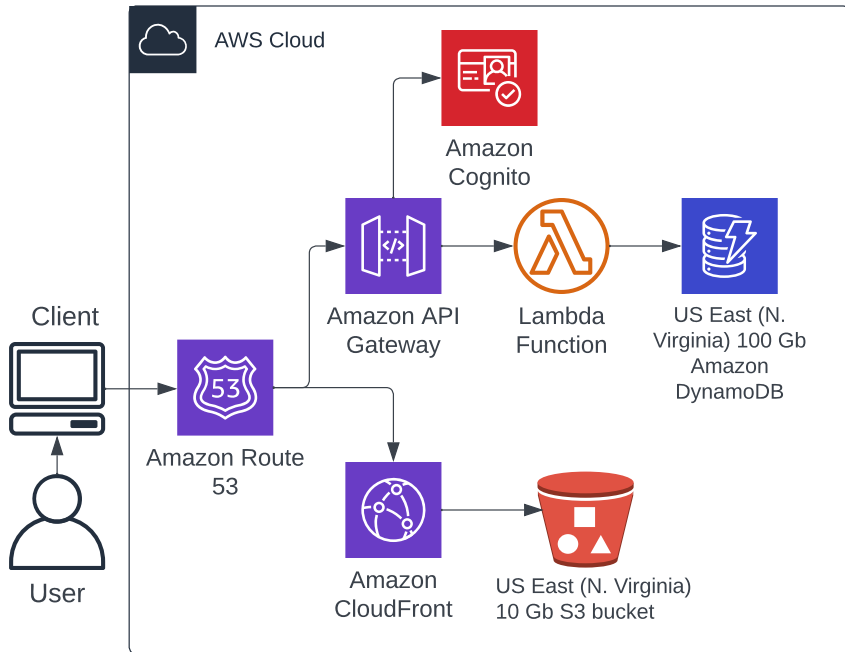 AWS Cloud
Amazon
Cognito
</>
Amazon API
Gateway
Lambda
Function
US East (N.
Virginia) 100 Gb
Amazon
DynamoDB
Client
53
Amazon Route
53
User
Amazon
CloudFront
US East (N. Virginia)
10 Gb S3 bucket